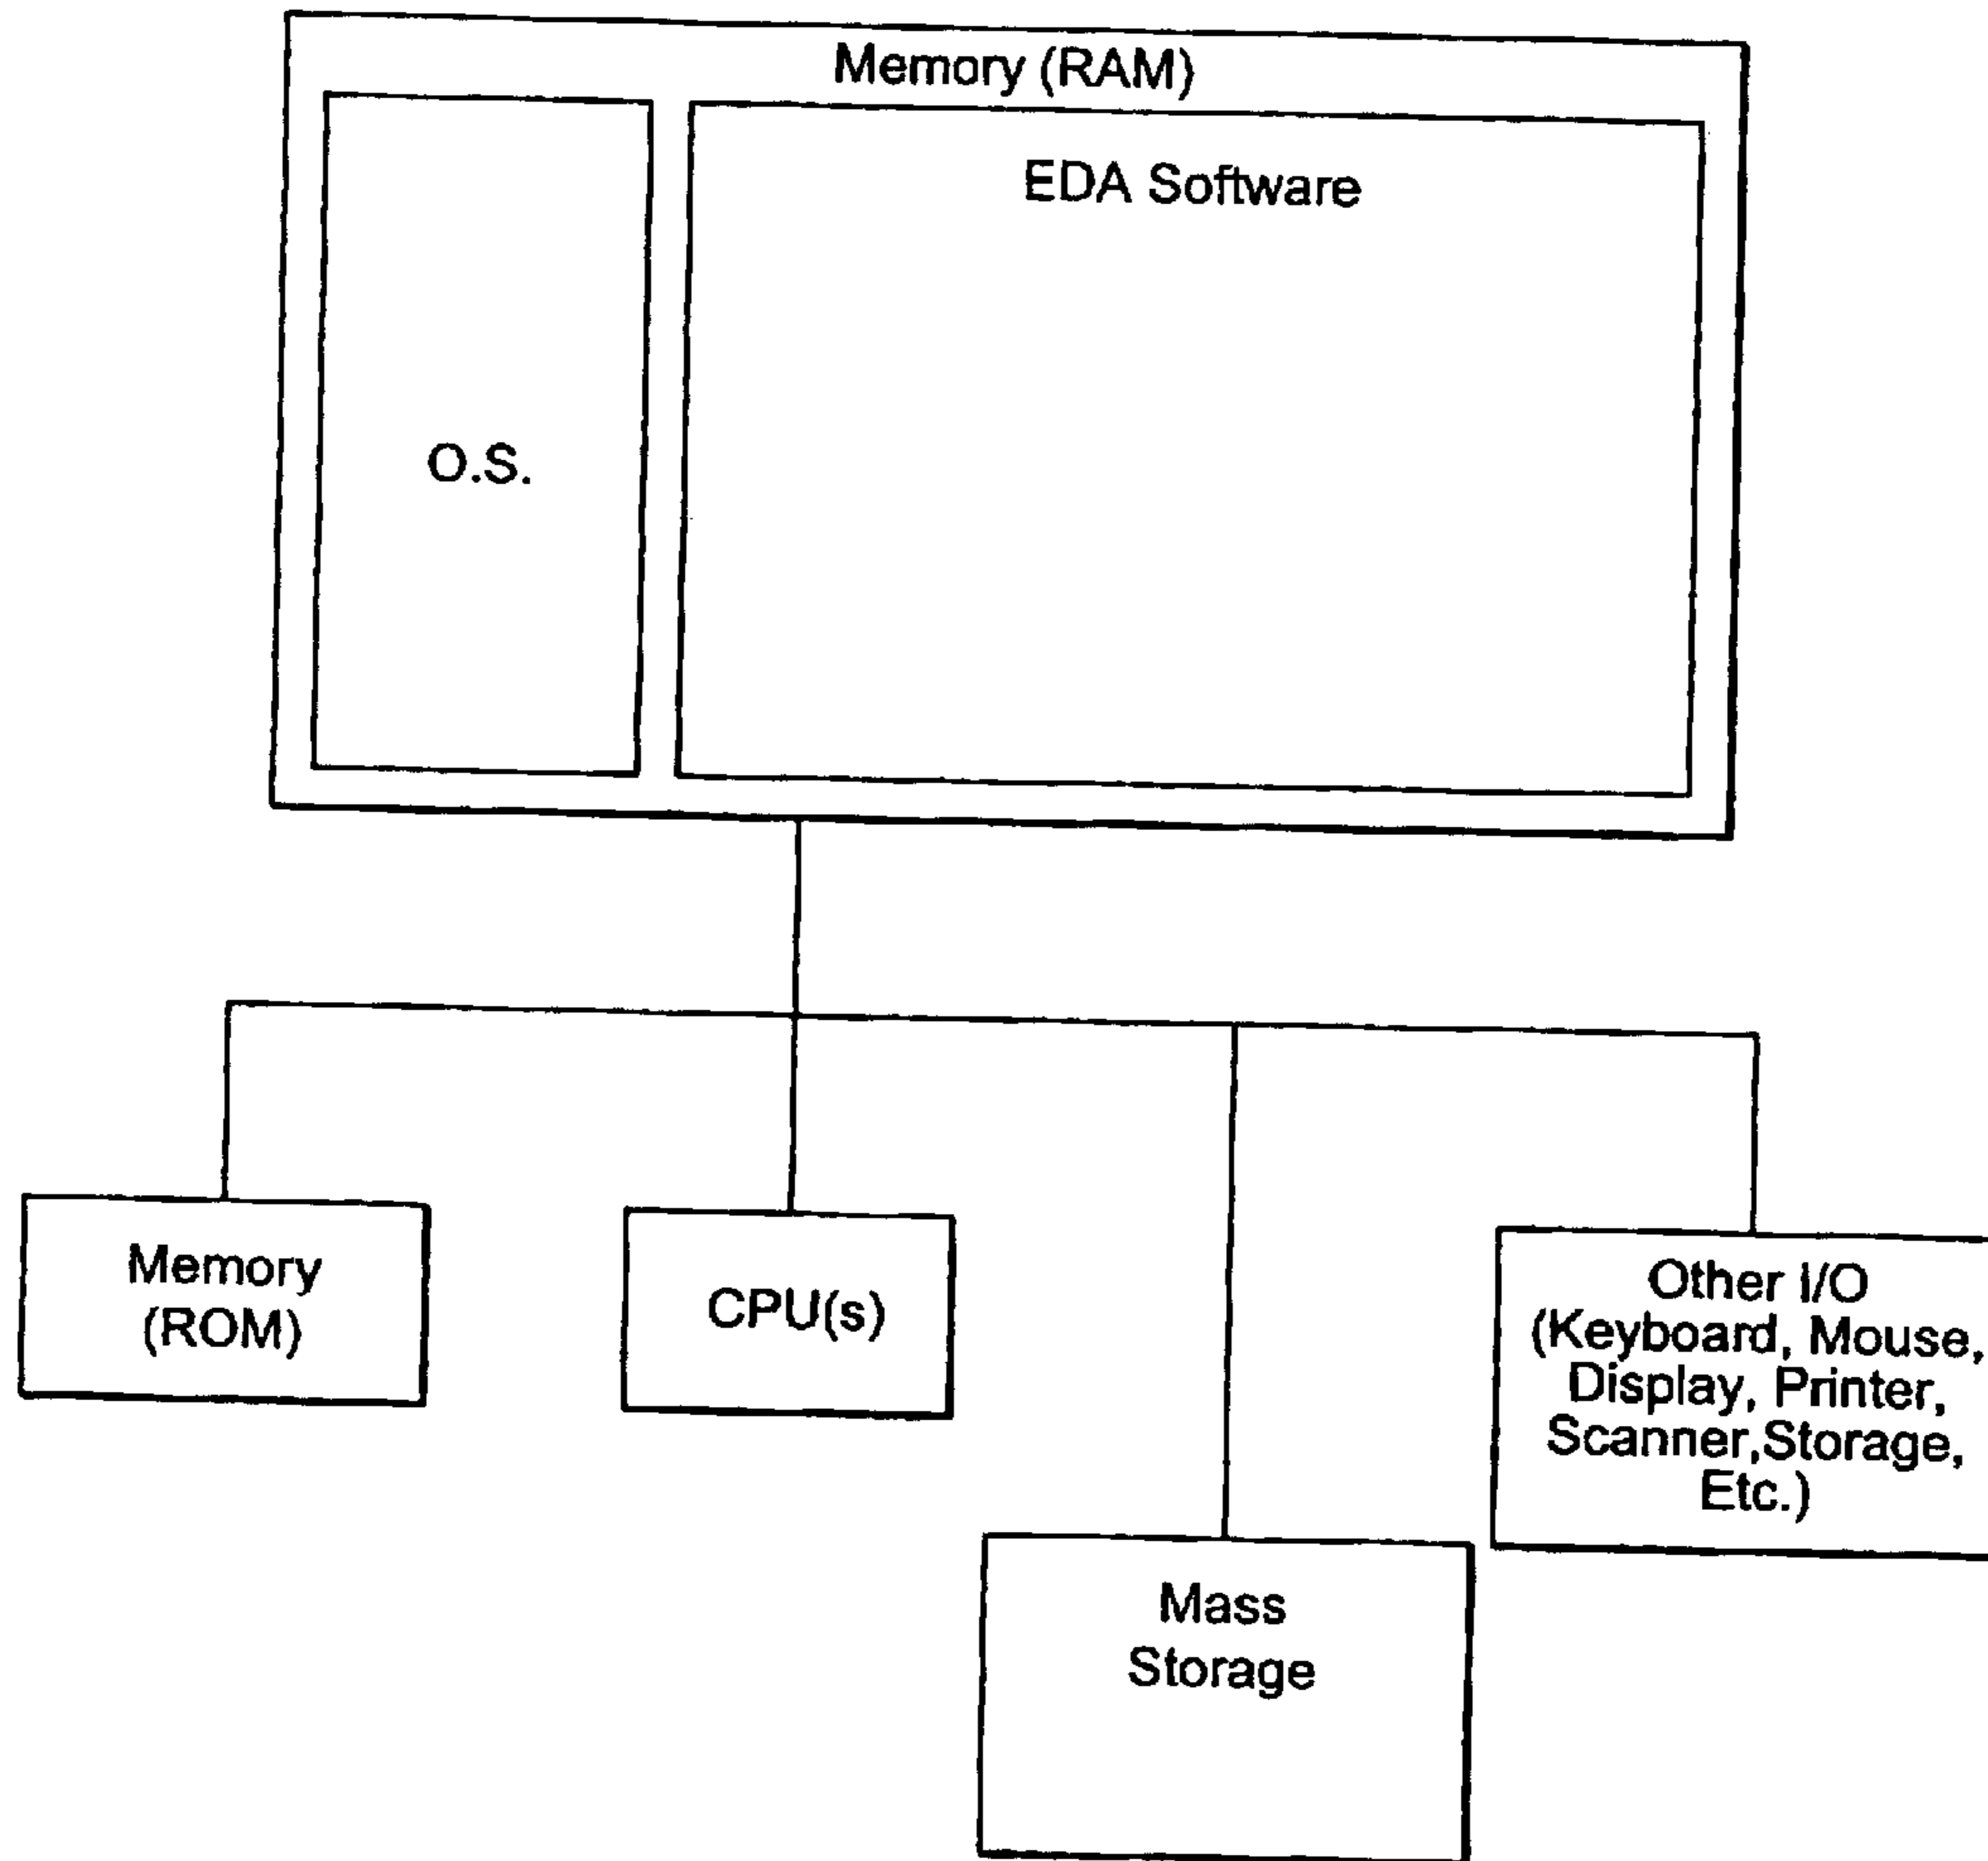 Memory (RAM)
EDA Software
O.S.
Memory
(ROM)
CPU(s)
Other I/O
(Keyboard, Mouse,
Display, Printer,
Scanner,Storage,
Etc.)
Mass
Storage